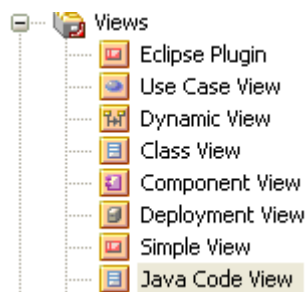 Views
Eclipse Plugin
Use Case View
Dynamic View
Class View
Component View
Deployment View
Simple View
Java Code View